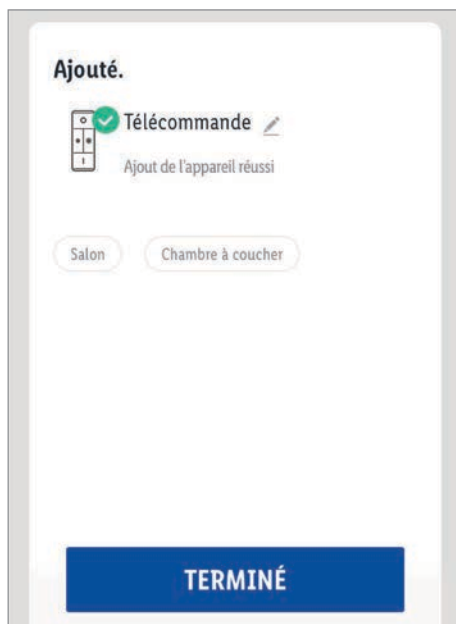 Ajouté.
Télécommande
Ajout de l'appareil réussi
Salon
Chambre à coucher
TERMINÉ